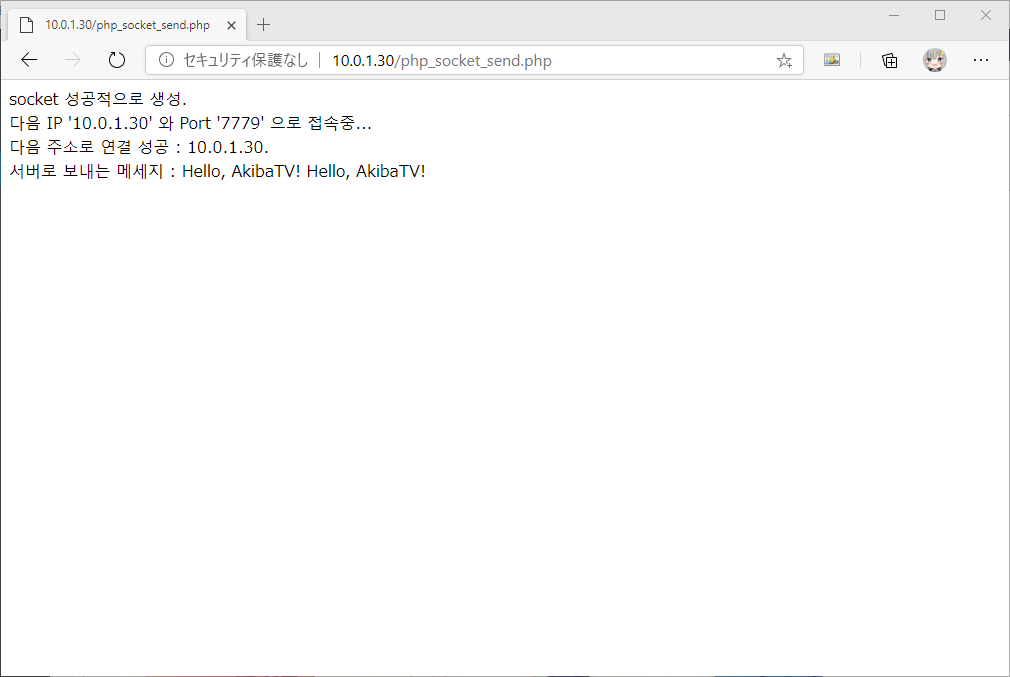 10.0.1.30/php_socket_send.php
セキュリティ保護なし 10.0.1.30/php_socket_send.php
socket 성공적으로 생성.
다음 IP '10.0.1.30' 와 Port '7779' 으로 접속중...
다음 주소로 연결 성공 : 10.0.1.30.
서버로 보내는 메세지 : Hello, AkibaTV! Hello, AkibaTV!